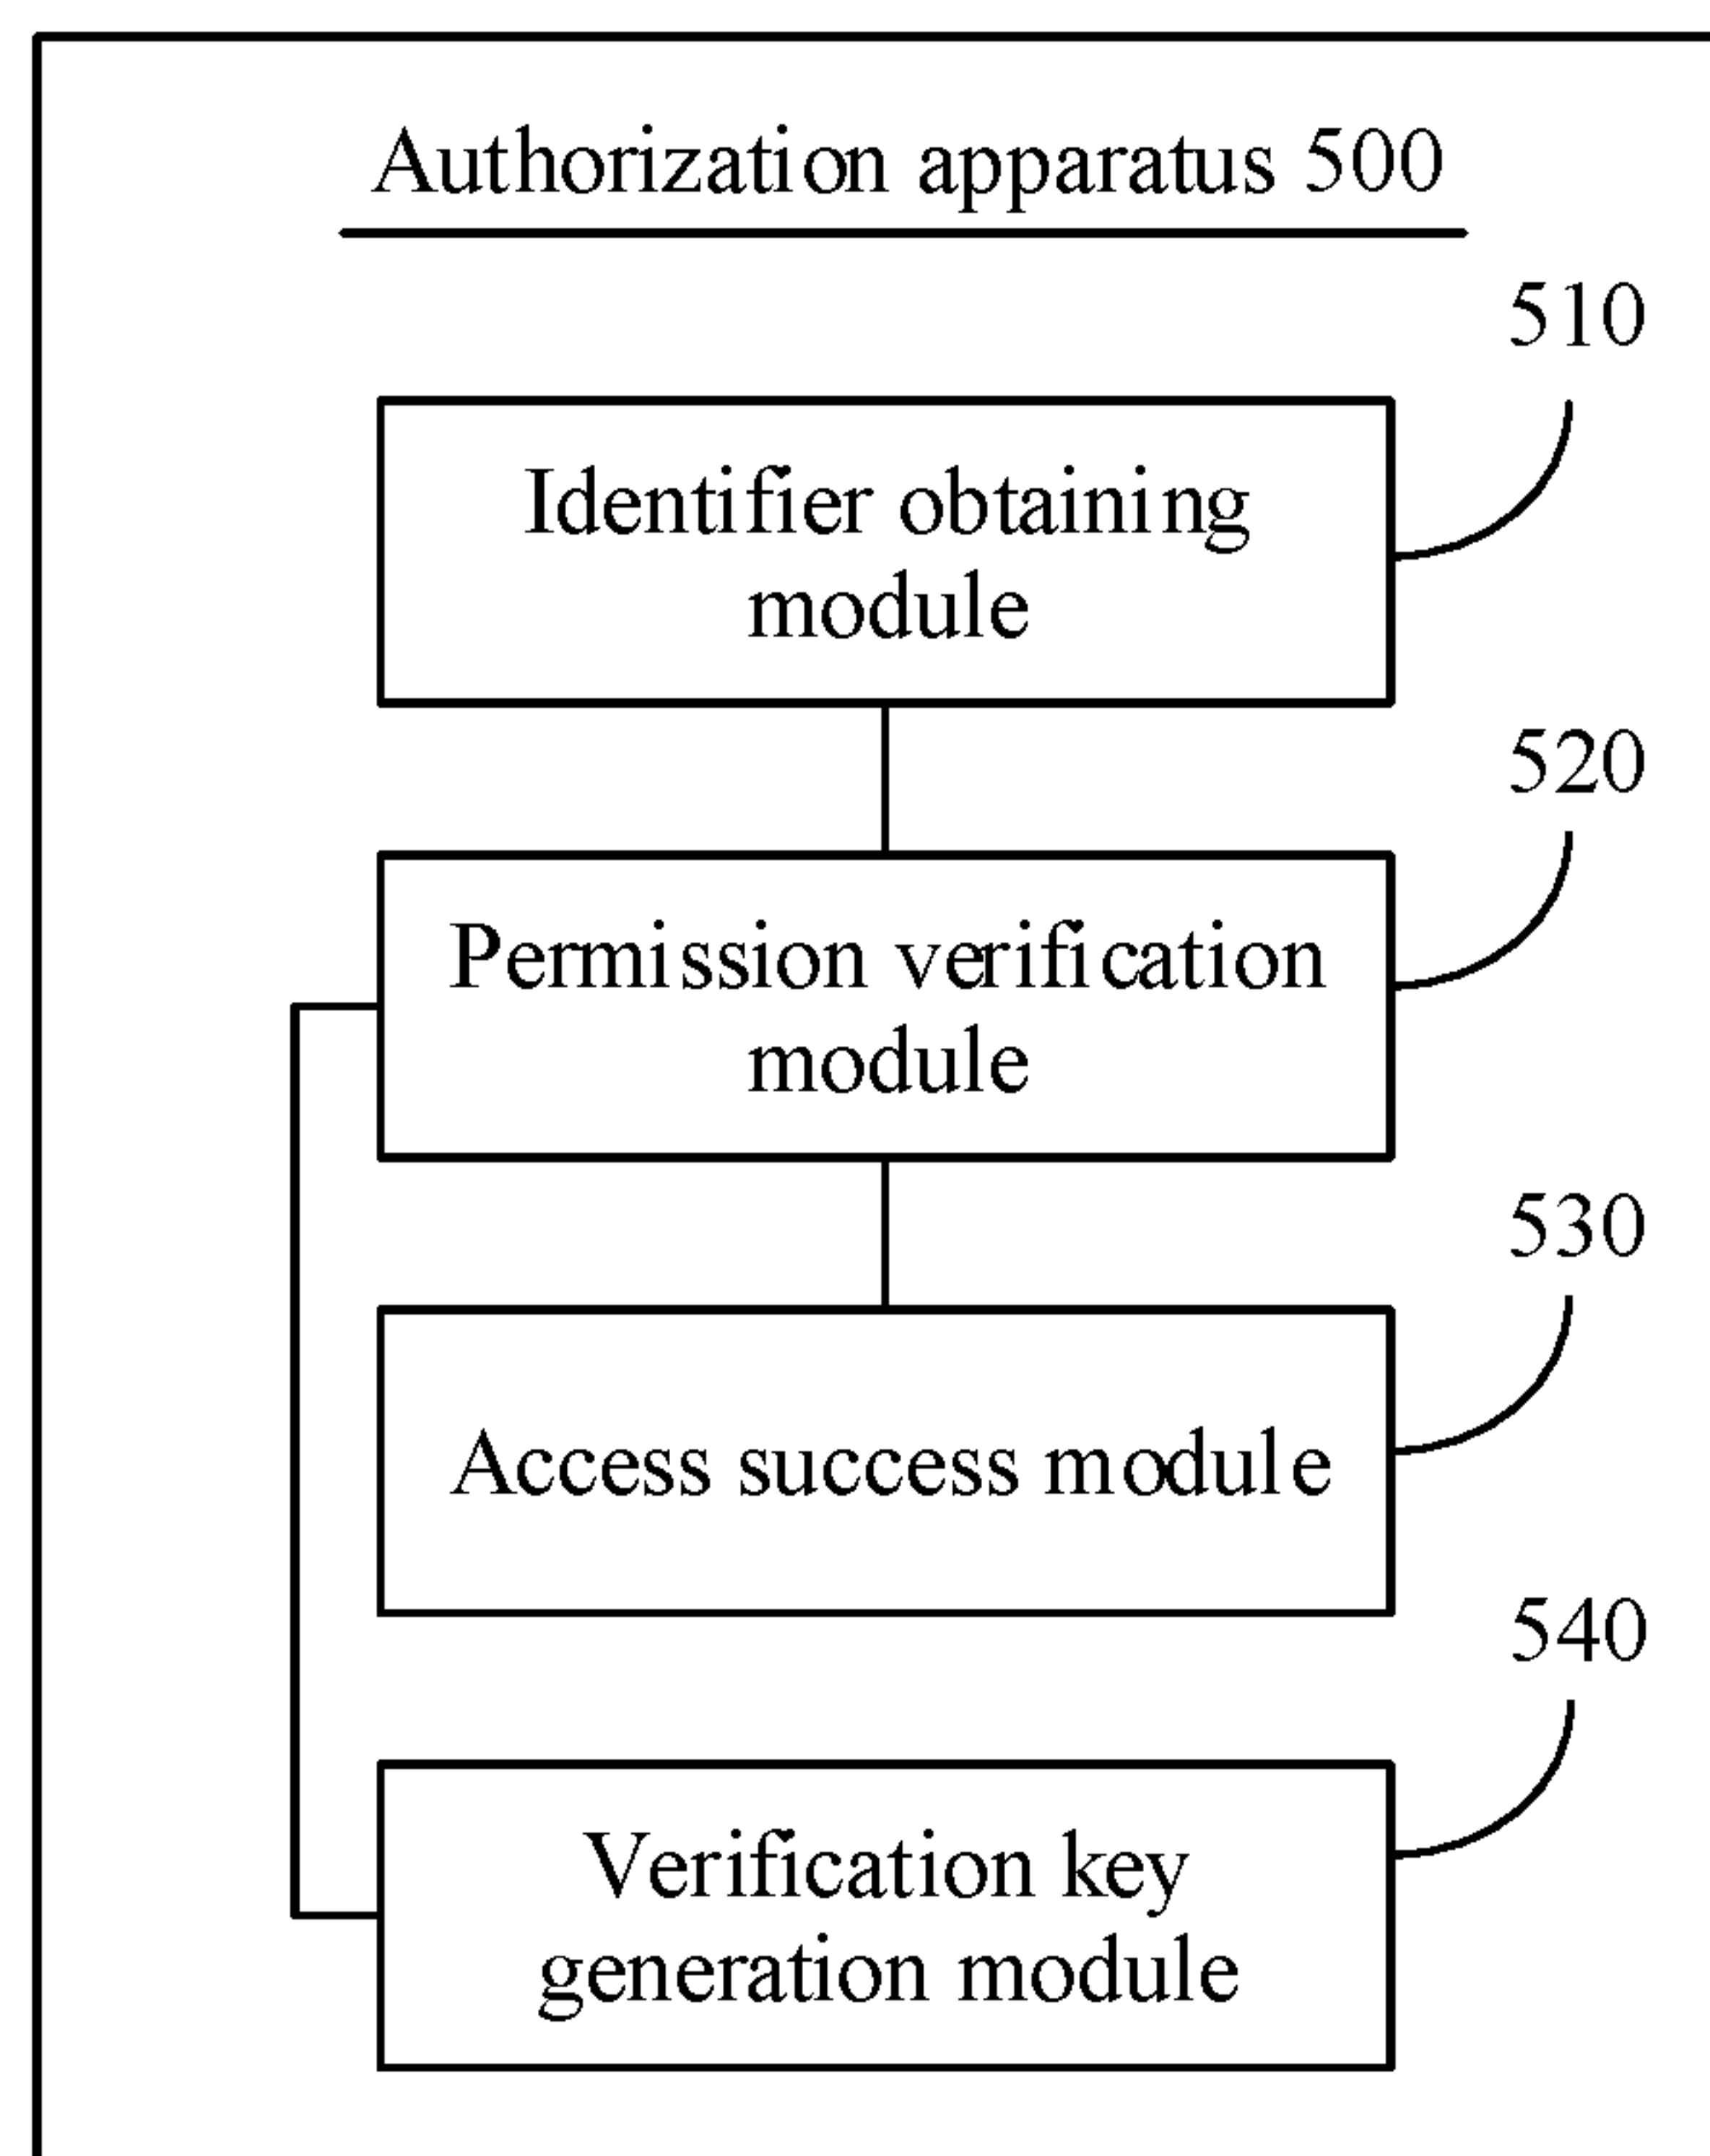 Authorization apparatus 500
510
Identifier obtaining
module
520
Permission verification
module
530
Access success module
540
Verification key
generation module